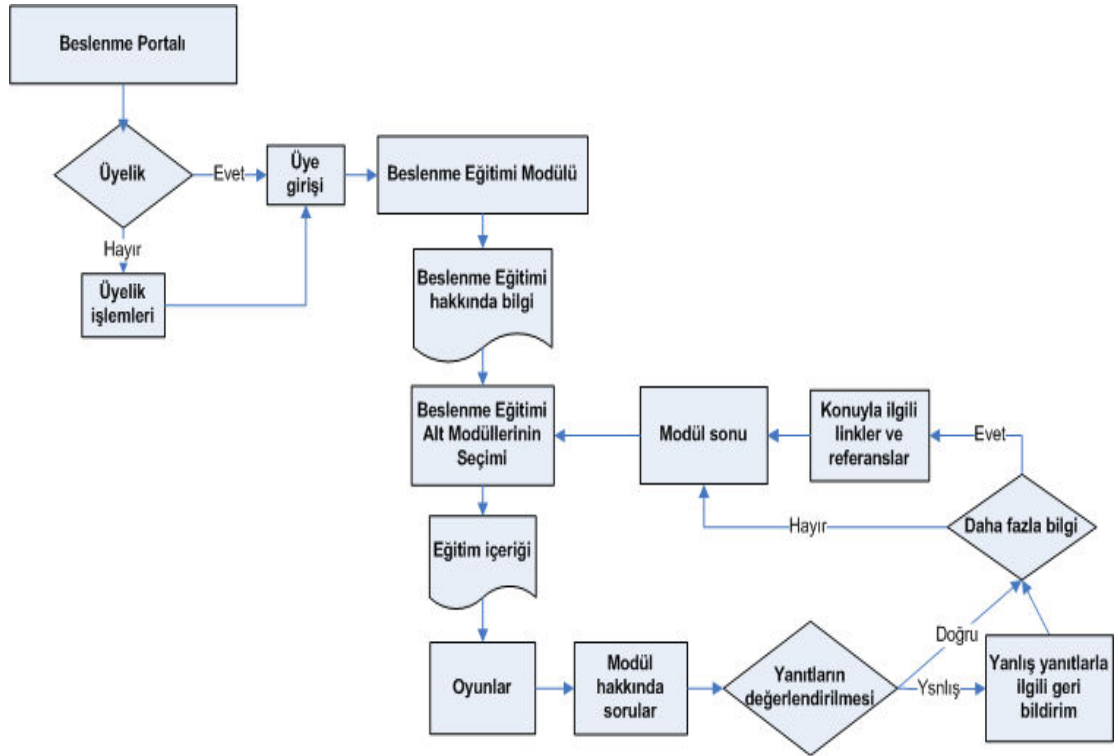 Beslenme Portalı
Üyelik
Evet
Üye
girişi
Beslenme Eğitimi Modülü
Hayır
Üyelik
işlemleri
Beslenme Eğitimi
hakkında bilgi
Beslenme Eğitimi
Alt Modüllerinin
Seçimi
Modül sonu
Konuyla ilgili
linkler ve
referanslar
Evet
Hayır
Daha fazla bilgi
Eğitim içeriği
Oyunlar
Modül
hakkında
sorular
Yanıtların
değerlendirilmesi
Doğru
Ysnlış
Yanlış yanıtlarla
ilgili geri
bildirim